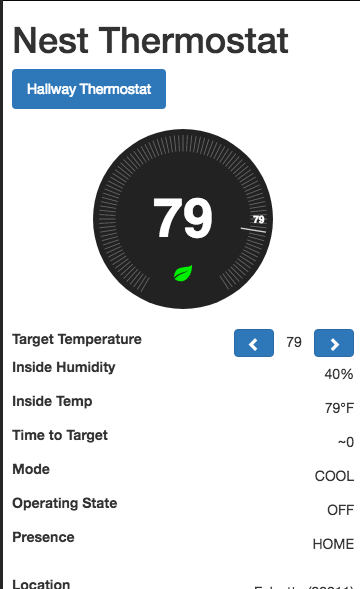 Nest Thermostat
Hallway Thermostat
79
79
Target Temperature 79
Inside Humidity 40%
Inside Temp 79°F
Time to Target ~0
Mode COOL
Operating State OFF
Presence HOME
Location